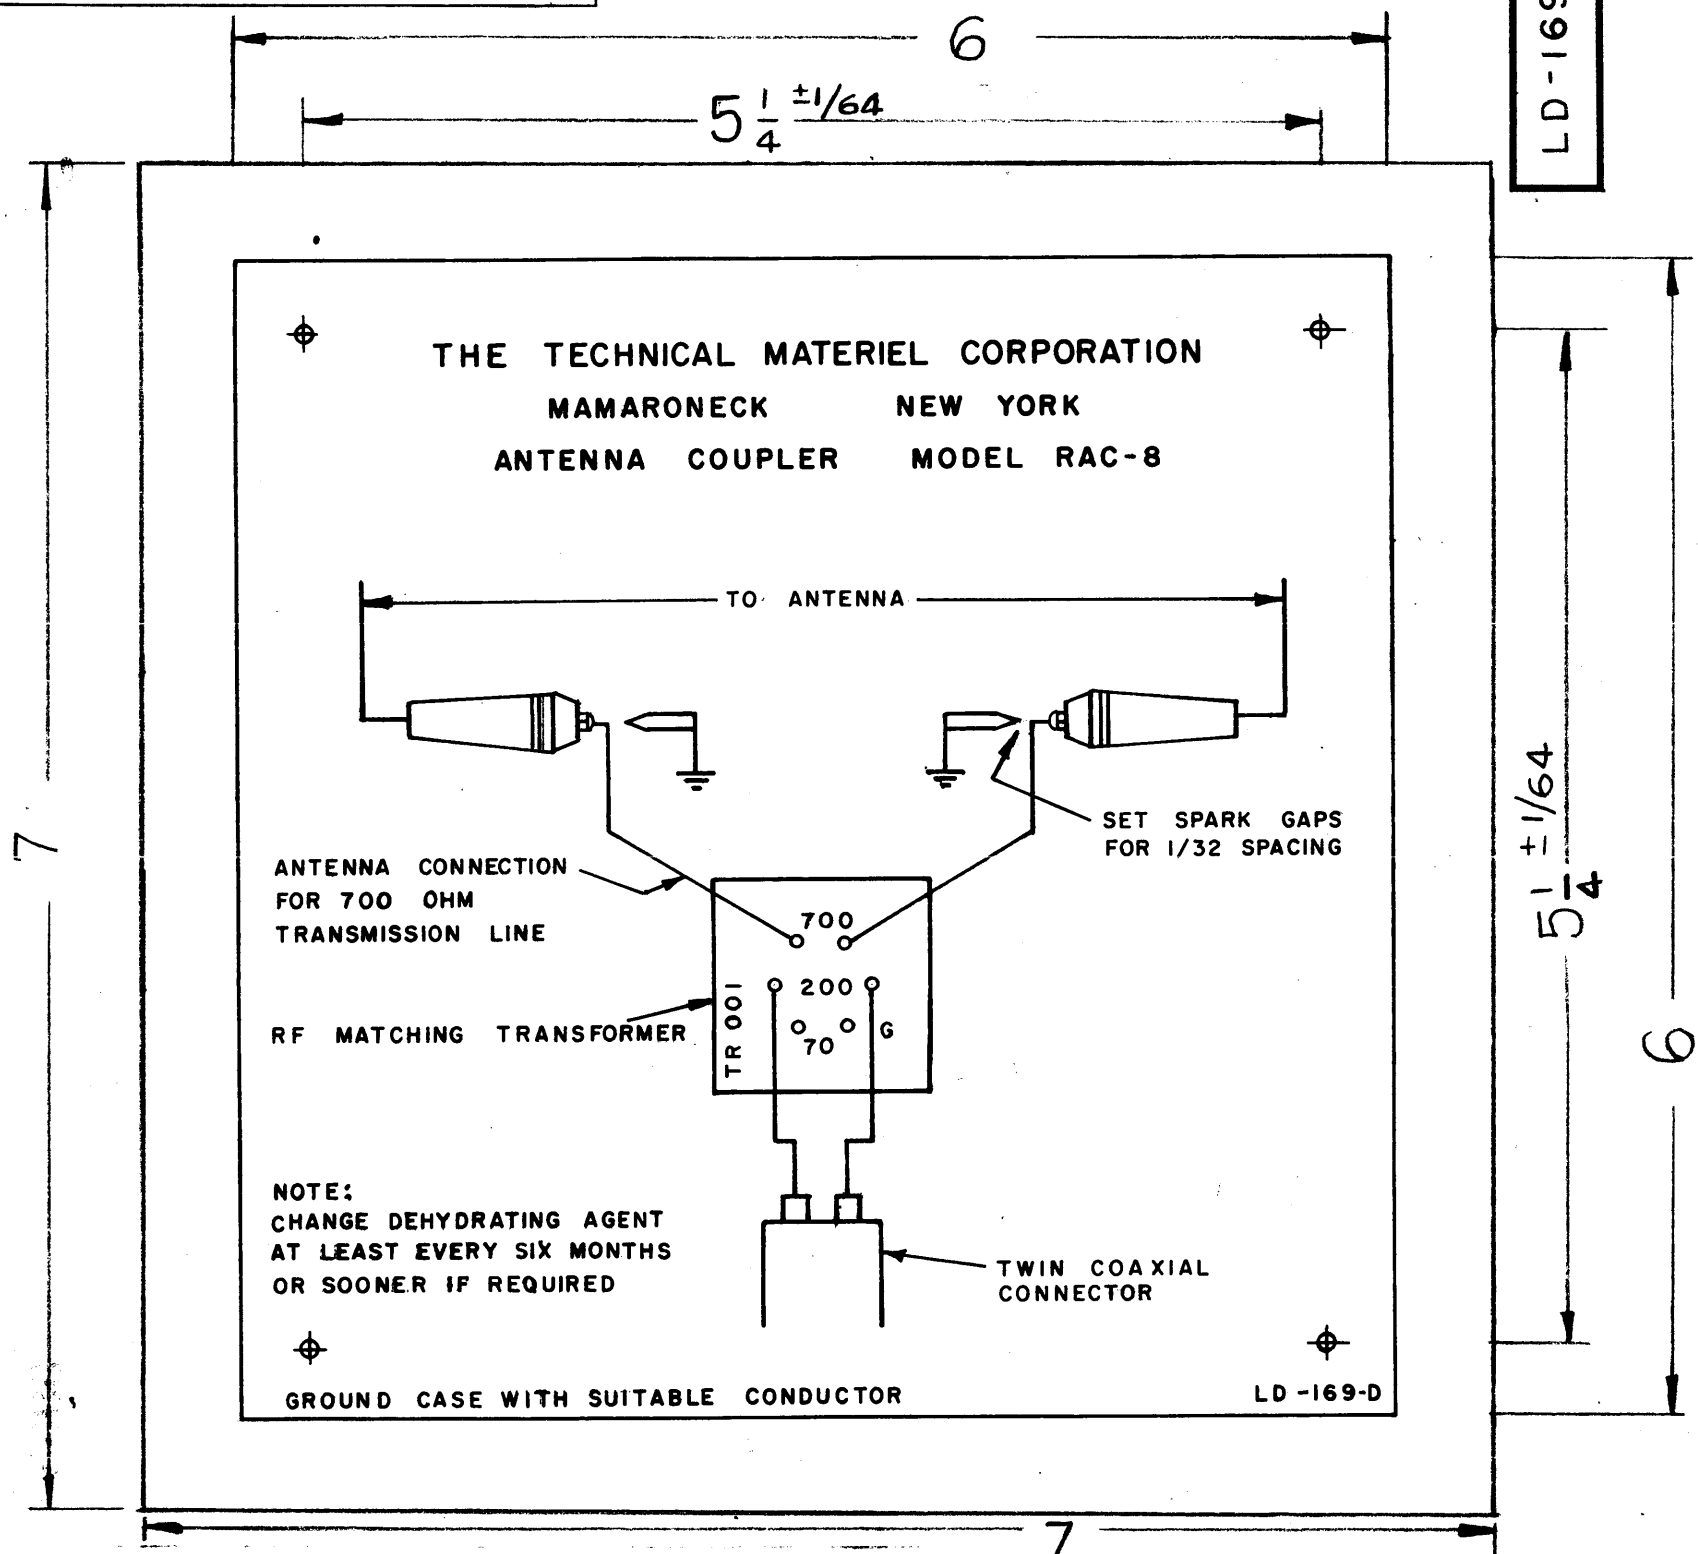 6
5 1/4 ±1/64
LD-169
THE TECHNICAL MATERIEL CORPORATION
MAMARONECK NEW YORK
ANTENNA COUPLER MODEL RAC-8
TO ANTENNA
SET SPARK GAPS
FOR 1/32 SPACING
ANTENNA CONNECTION
FOR 700 OHM
TRANSMISSION LINE
700
200
70
G
TR 001
RF MATCHING TRANSFORMER
NOTE:
CHANGE DEHYDRATING AGENT
AT LEAST EVERY SIX MONTHS
OR SOONER IF REQUIRED
TWIN COAXIAL
CONNECTOR
GROUND CASE WITH SUITABLE CONDUCTOR
LD-169-D
7
5 1/4 ±1/64
6
7